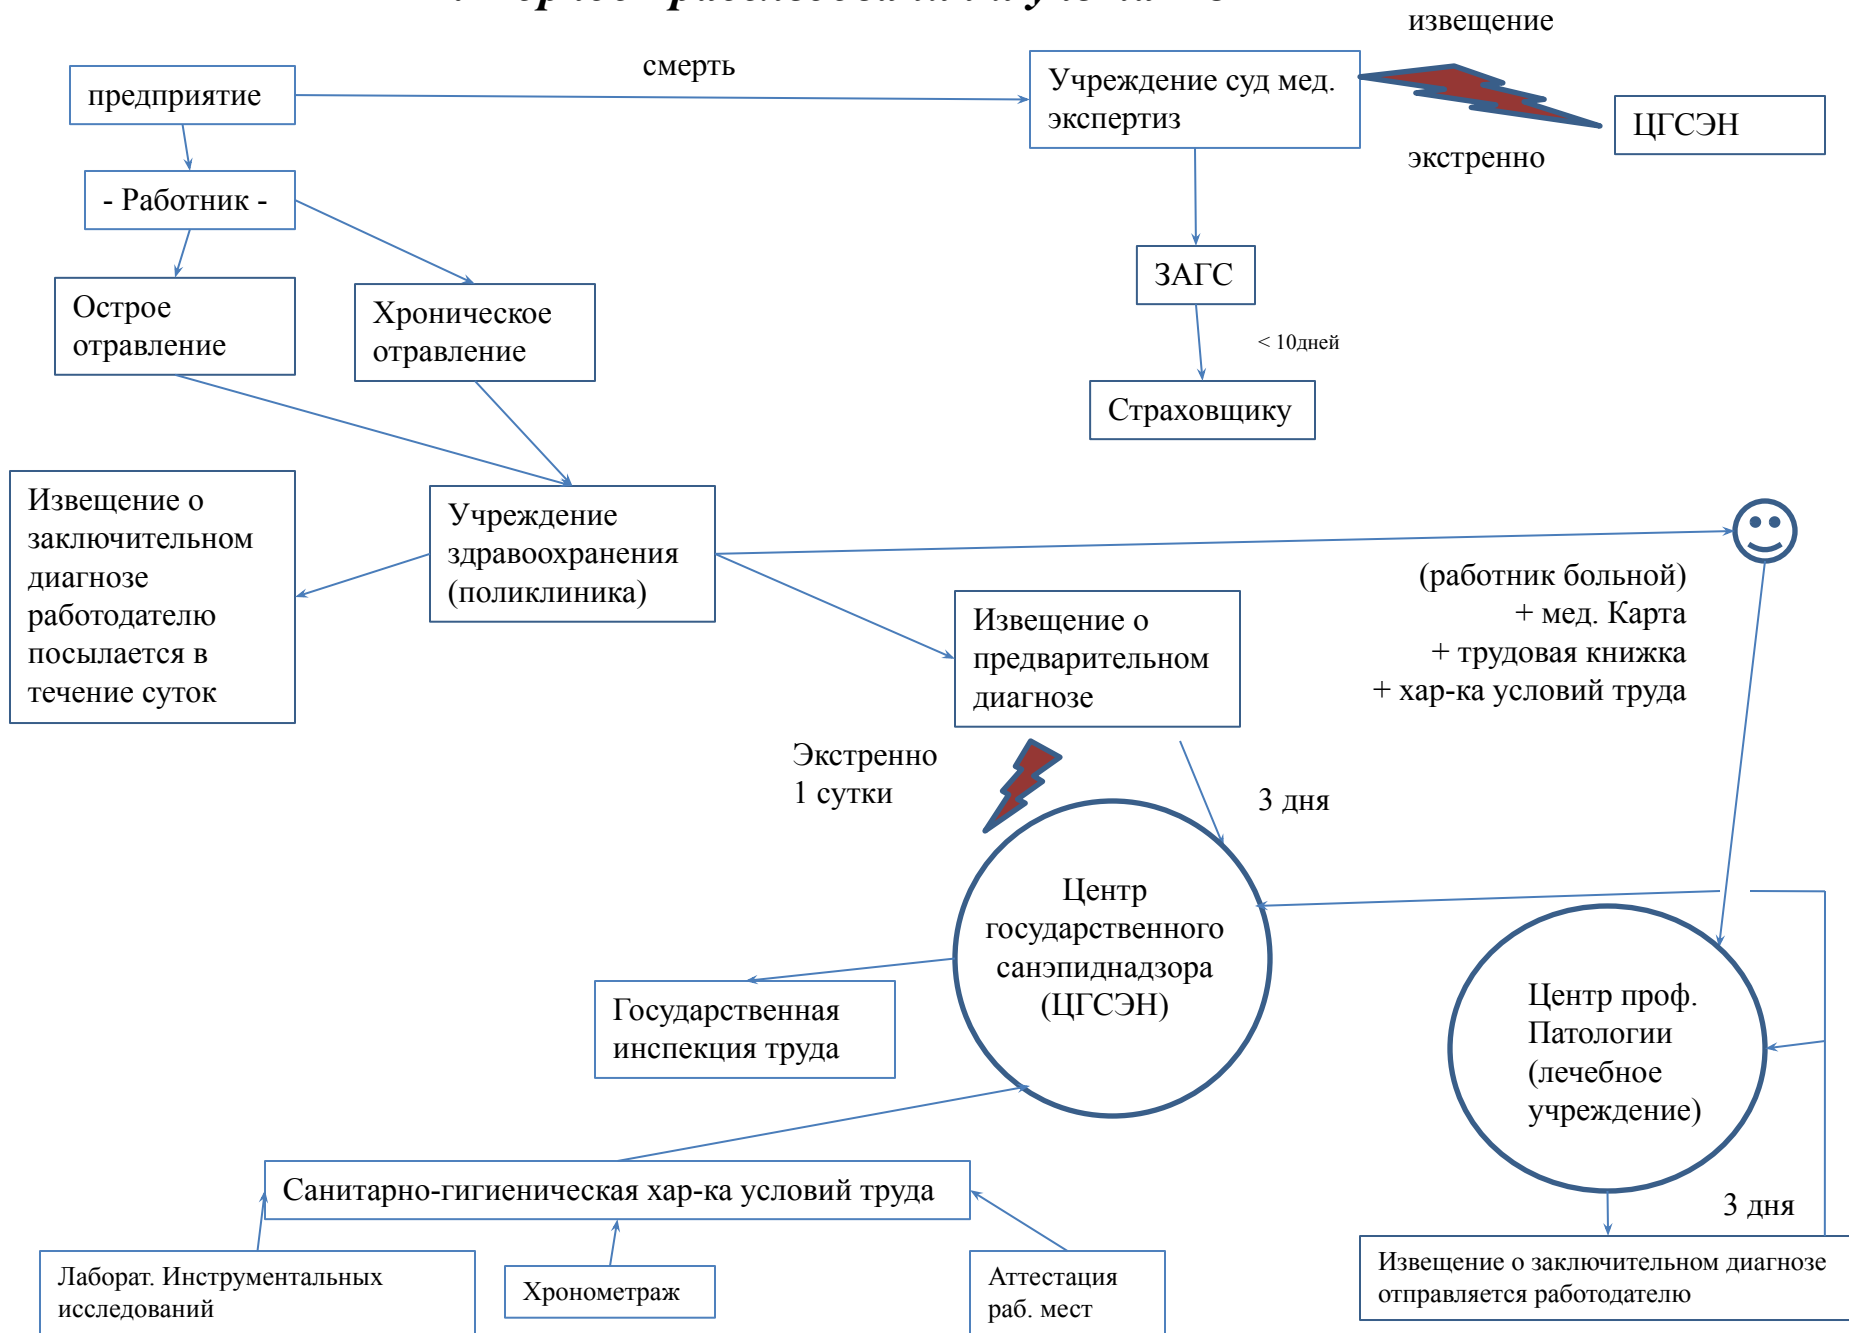 извещение
смерть
предприятие
Учреждение суд мед.
экспертиз
ЦГСЭН
экстренно
- Работник -
ЗАГС
Острое
отравление
Хроническое
отравление
< 10дней
Страховщику
Извещение о
заключительном
диагнозе
работодателю
посылается в
течение суток
Учреждение
здравоохранения
(поликлиника)
(работник больной)
+ мед. Карта
+ трудовая книжка
+ хар-ка условий труда
Извещение о
предварительном
диагнозе
Экстренно
1 сутки
3 дня
Центр
государственного
санэпиднадзора
(ЦГСЭН)
Государственная
инспекция труда
Центр проф.
Патологии
(лечебное
учреждение)
Санитарно-гигиеническая хар-ка условий труда
3 дня
Лаборат. Инструментальных
исследований
Хронометраж
Аттестация
раб. мест
Извещение о заключительном диагнозе
отправляется работодателю